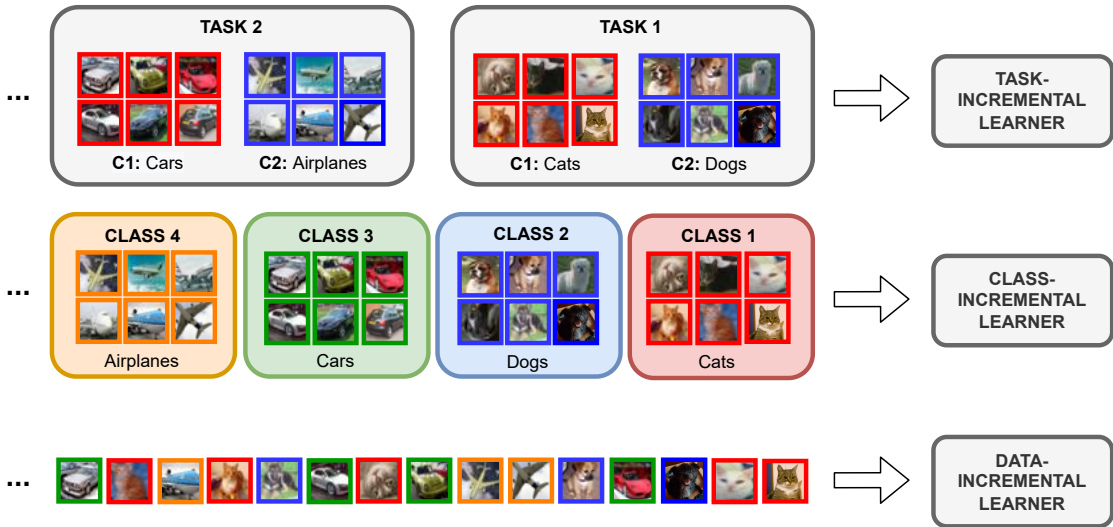 TASK 2
TASK 1
... C1: Cars C2: Airplanes
C1: Cats C2: Dogs
TASK-
INCREMENTAL
LEARNER
CLASS 4
CLASS 3
CLASS 2
CLASS 1
...
Airplanes
Cars
Dogs
Cats
CLASS-
INCREMENTAL
LEARNER
...
DATA-
INCREMENTAL
LEARNER